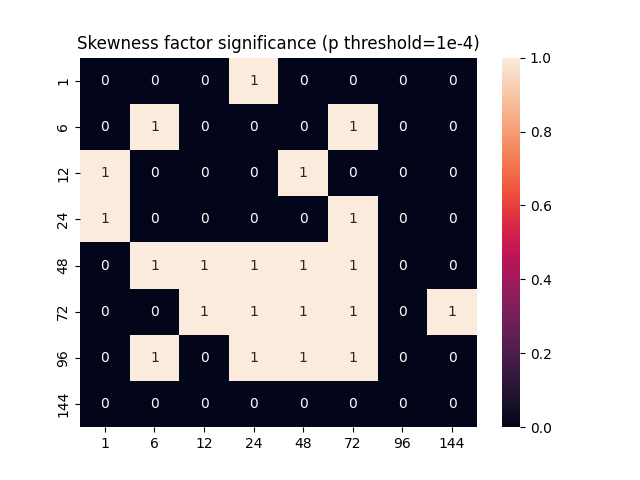 Skewness factor significance (p threshold=1e-4)
1 0 0 0 1 0 0 0 0
6 0 1 0 0 0 1 0 0
12 1 0 0 0 1 0 0 0
24 1 0 0 0 0 1 0 0
48 0 1 1 1 1 1 0 0
72 0 0 1 1 1 1 0 1
96 0 1 0 1 1 1 0 0
144 0 0 0 0 0 0 0 0
1 6 12 24 48 72 96 144
1.0
0.8
0.6
0.4
0.2
0.0